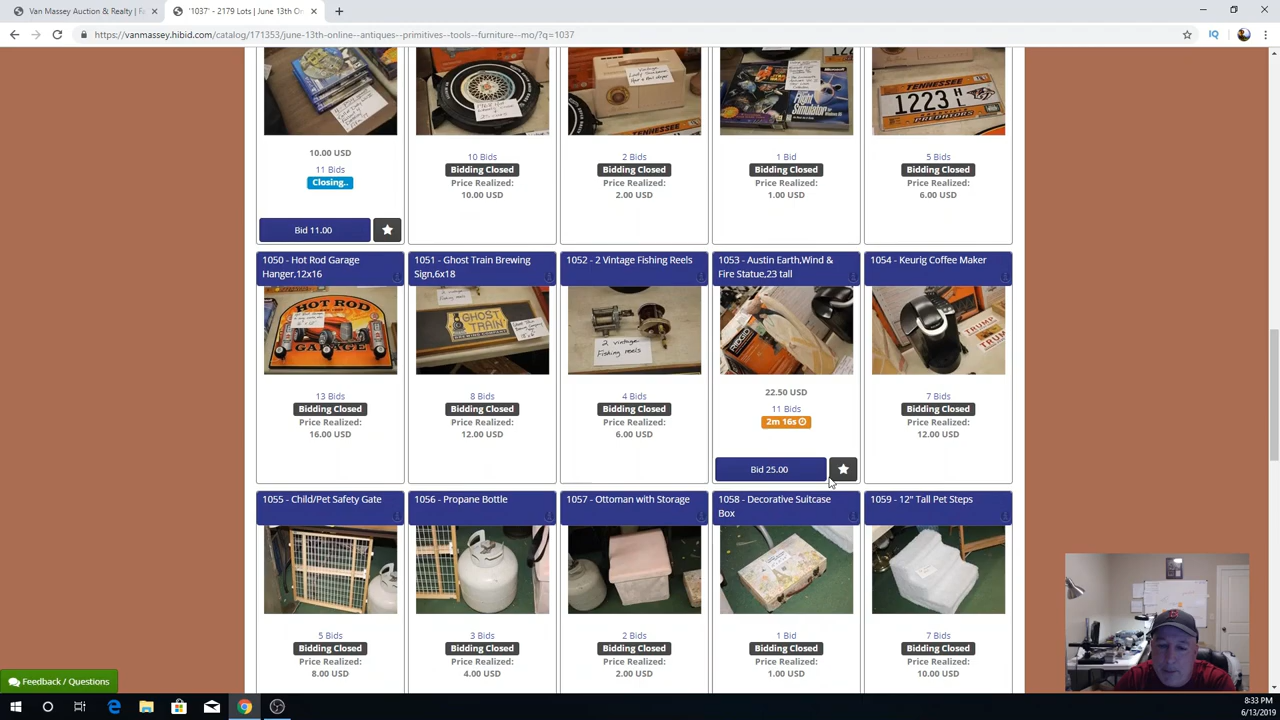 Van Massey Auction & Realty | F
'1037' - 2179 Lots | June 13th On
https://vanmassey.hibid.com/catalog/171353/june-13th-online--antiques--primitives--tools--furniture--mo/?q=1037
TENNESSEE
1223
PREDATORS
Microsoft
Flight Simulator
10.00 USD
11 Bids
Closing..
Bid 11.00
10 Bids
Bidding Closed
Price Realized:
10.00 USD
2 Bids
Bidding Closed
Price Realized:
2.00 USD
1 Bid
Bidding Closed
Price Realized:
1.00 USD
5 Bids
Bidding Closed
Price Realized:
6.00 USD
1050 - Hot Rod Garage
Hanger,12x16
HOT ROD
GARAGE
13 Bids
Bidding Closed
Price Realized:
16.00 USD
1051 - Ghost Train Brewing
Sign,6x18
GHOST
TRAIN
8 Bids
Bidding Closed
Price Realized:
12.00 USD
1052 - 2 Vintage Fishing Reels
2 vintage
Fishing reels
4 Bids
Bidding Closed
Price Realized:
6.00 USD
1053 - Austin Earth,Wind &
Fire Statue,23 tall
RIDGID
22.50 USD
11 Bids
2m 16s
Bid 25.00
1054 - Keurig Coffee Maker
TRUMP
7 Bids
Bidding Closed
Price Realized:
12.00 USD
1055 - Child/Pet Safety Gate
5 Bids
Bidding Closed
Price Realized:
8.00 USD
1056 - Propane Bottle
3 Bids
Bidding Closed
Price Realized:
4.00 USD
1057 - Ottoman with Storage
2 Bids
Bidding Closed
Price Realized:
2.00 USD
1058 - Decorative Suitcase
Box
1 Bid
Bidding Closed
Price Realized:
1.00 USD
1059 - 12" Tall Pet Steps
7 Bids
Bidding Closed
Price Realized:
10.00 USD
Feedback / Questions
8:33 PM
6/13/2019